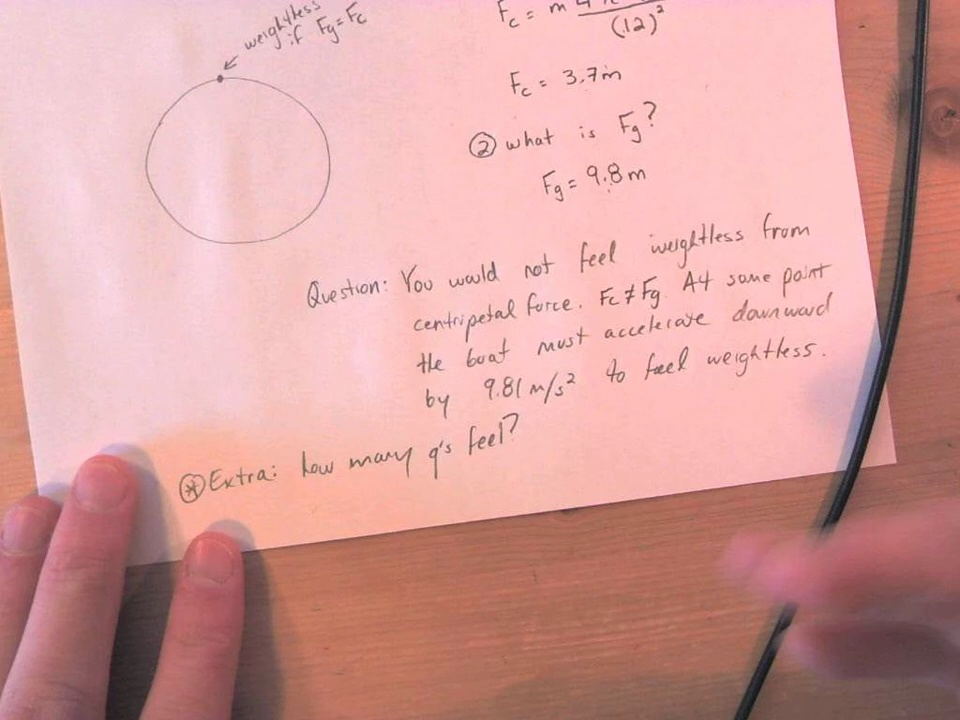 weightless
if Fg=Fc
Fc = m 4
(12)²
Fc = 3.7m
② what is Fg?
Fg = 9.8m
Question: You would not feel weightless from
centripetal force. Fc≠Fg. At some point
the boat must accelerate downward
by 9.81 m/s² to feel weightless.
⊛ Extra: how many g's feel?